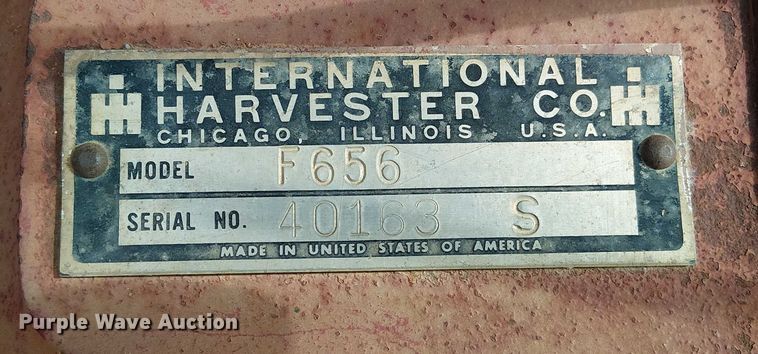 INTERNATIONAL
HARVESTER CO.
CHICAGO, ILLINOIS U.S.A.
MODEL F656
SERIAL NO. 40163 S
MADE IN UNITED STATES OF AMERICA
Purple Wave Auction